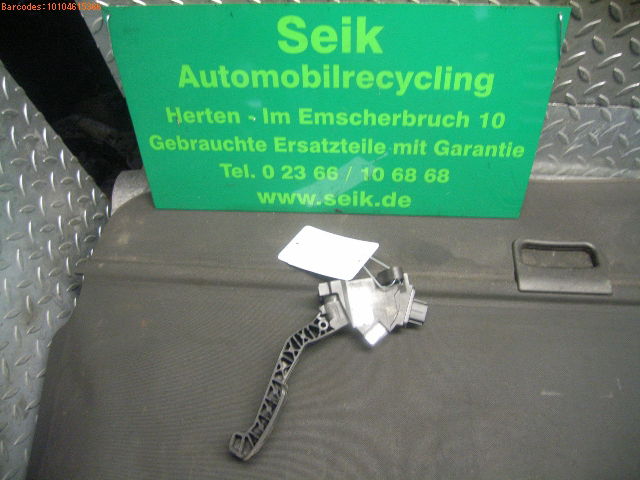 Barcodes:10104615366
Seik
Automobilrecycling
Herten - Im Emscherbruch 10
Gebrauchte Ersatzteile mit Garantie
Tel. 0 23 66 / 10 68 68
www.seik.de